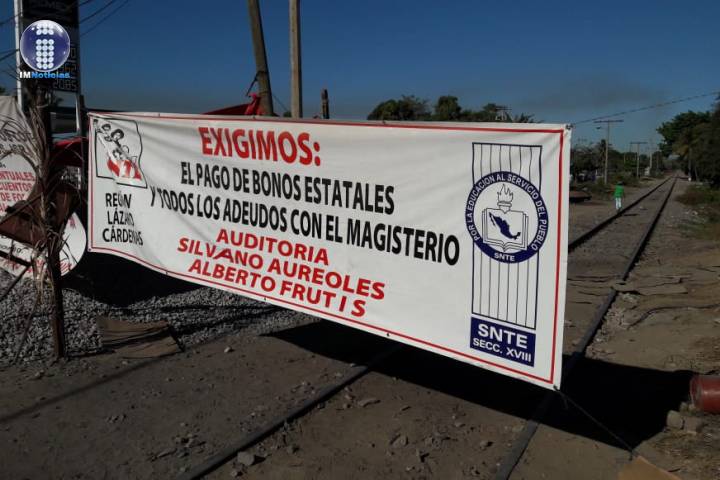 IMNoticias
EXIGIMOS:
EL PAGO DE BONOS ESTATALES
Y TODOS LOS ADEUDOS CON EL MAGISTERIO
AUDITORIA
SILVANO AUREOLES
ALBERTO FRUTIS
REGIÓN
LÁZARO
CÁRDENAS
POR LA EDUCACIÓN AL SERVICIO DEL PUEBLO
SNTE
SNTE
SECC. XVIII